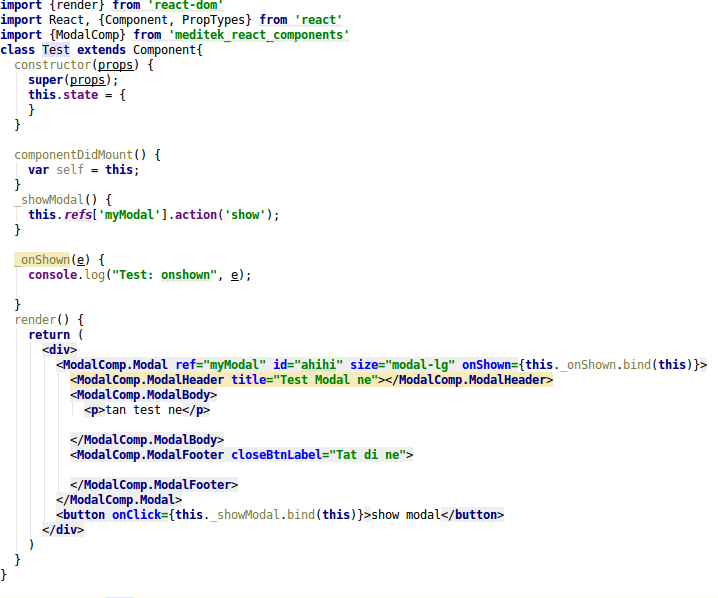 import {render} from 'react-dom'
import React, {Component, PropTypes} from 'react'
import {ModalComp} from 'meditek_react_components'
class Test extends Component{
  constructor(props) {
    super(props);
    this.state = {
    }
  }
  componentDidMount() {
    var self = this;
  }
  _showModal() {
    this.refs['myModal'].action('show');
  }
  _onShown(e) {
    console.log("Test: onshown", e);
  }
  render() {
    return (
      <div>
        <ModalComp.Modal ref="myModal" id="ahihi" size="modal-lg" onShown={this._onShown.bind(this)}>
          <ModalComp.ModalHeader title="Test Modal ne"></ModalComp.ModalHeader>
          <ModalComp.ModalBody>
            <p>tan test ne</p>
          </ModalComp.ModalBody>
          <ModalComp.ModalFooter closeBtnLabel="Tat di ne">
          </ModalComp.ModalFooter>
        </ModalComp.Modal>
        <button onClick={this._showModal.bind(this)}>show modal</button>
      </div>
    )
  }
}